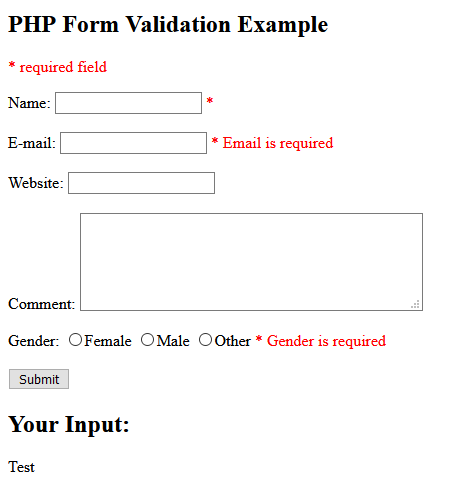 PHP Form Validation Example
* required field
Name: *
E-mail: * Email is required
Website:
Comment:
Gender: Female Male Other * Gender is required
Submit
Your Input:
Test